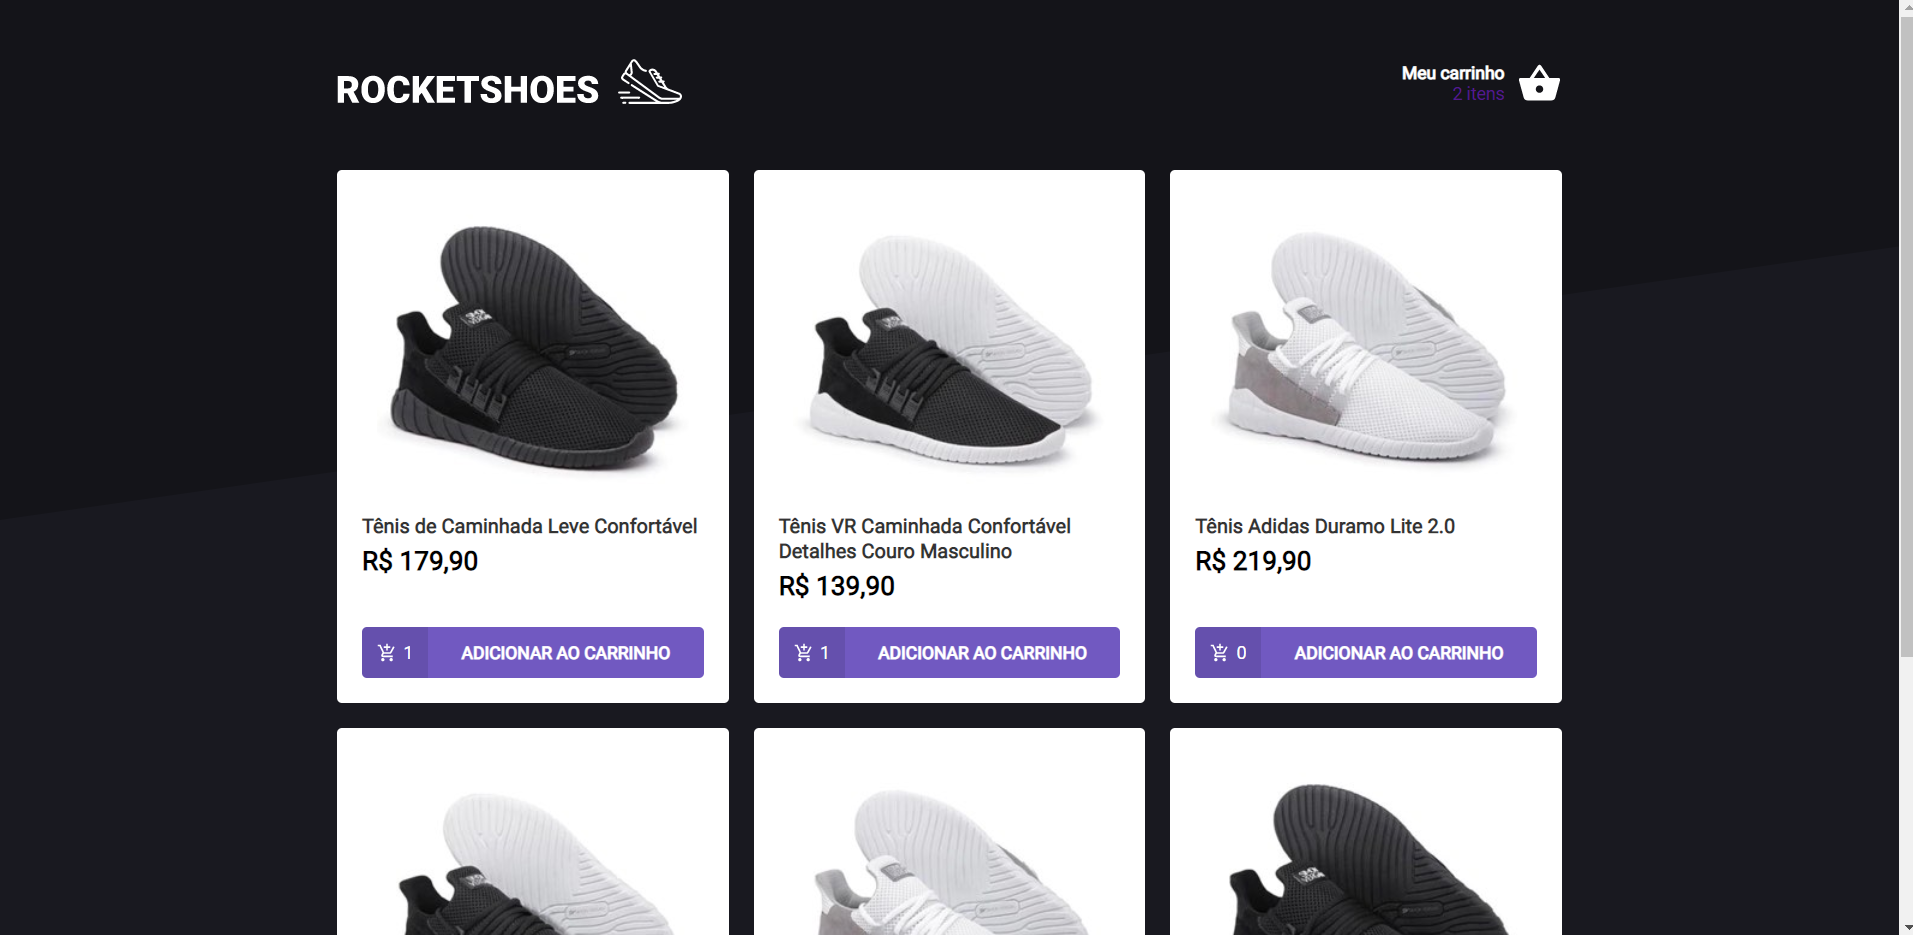 ROCKETSHOES
Meu carrinho
2 itens
Tênis de Caminhada Leve Confortável
R$ 179,90
1 ADICIONAR AO CARRINHO
Tênis VR Caminhada Confortável
Detalhes Couro Masculino
R$ 139,90
1 ADICIONAR AO CARRINHO
Tênis Adidas Duramo Lite 2.0
R$ 219,90
0 ADICIONAR AO CARRINHO